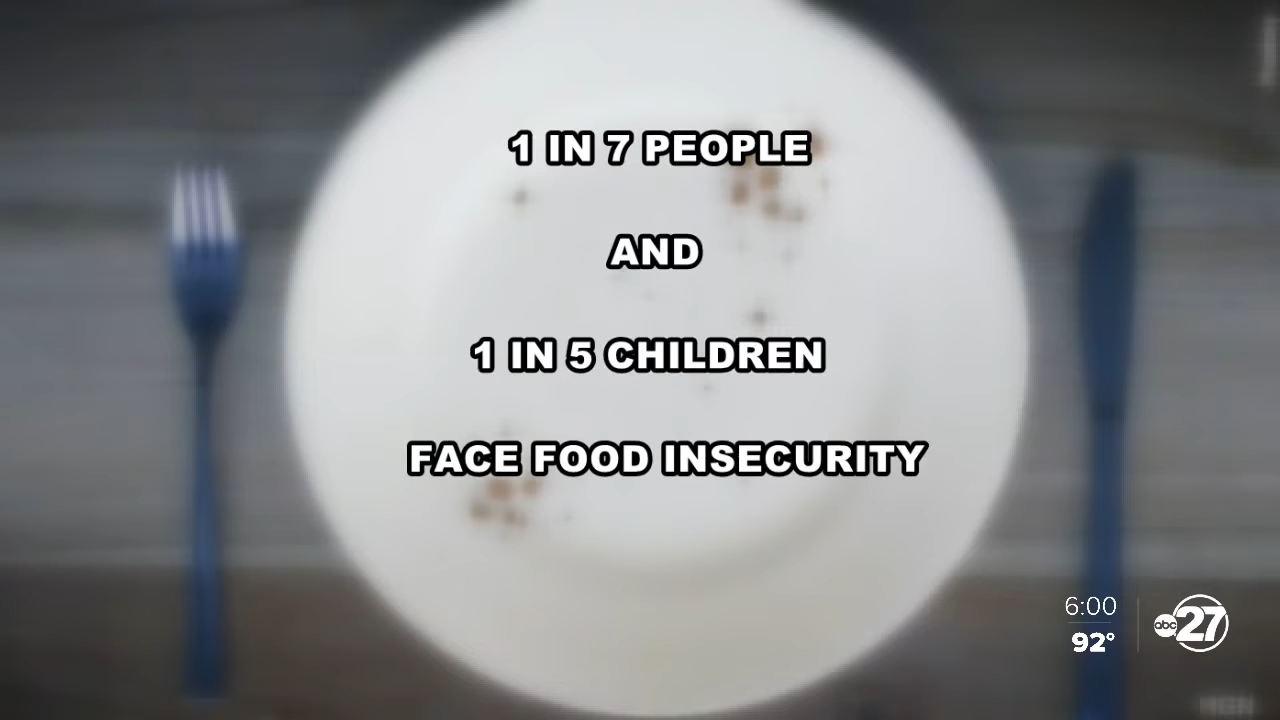 1 IN 7 PEOPLE
AND
1 IN 5 CHILDREN
FACE FOOD INSECURITY
6:00
92°
abc 27